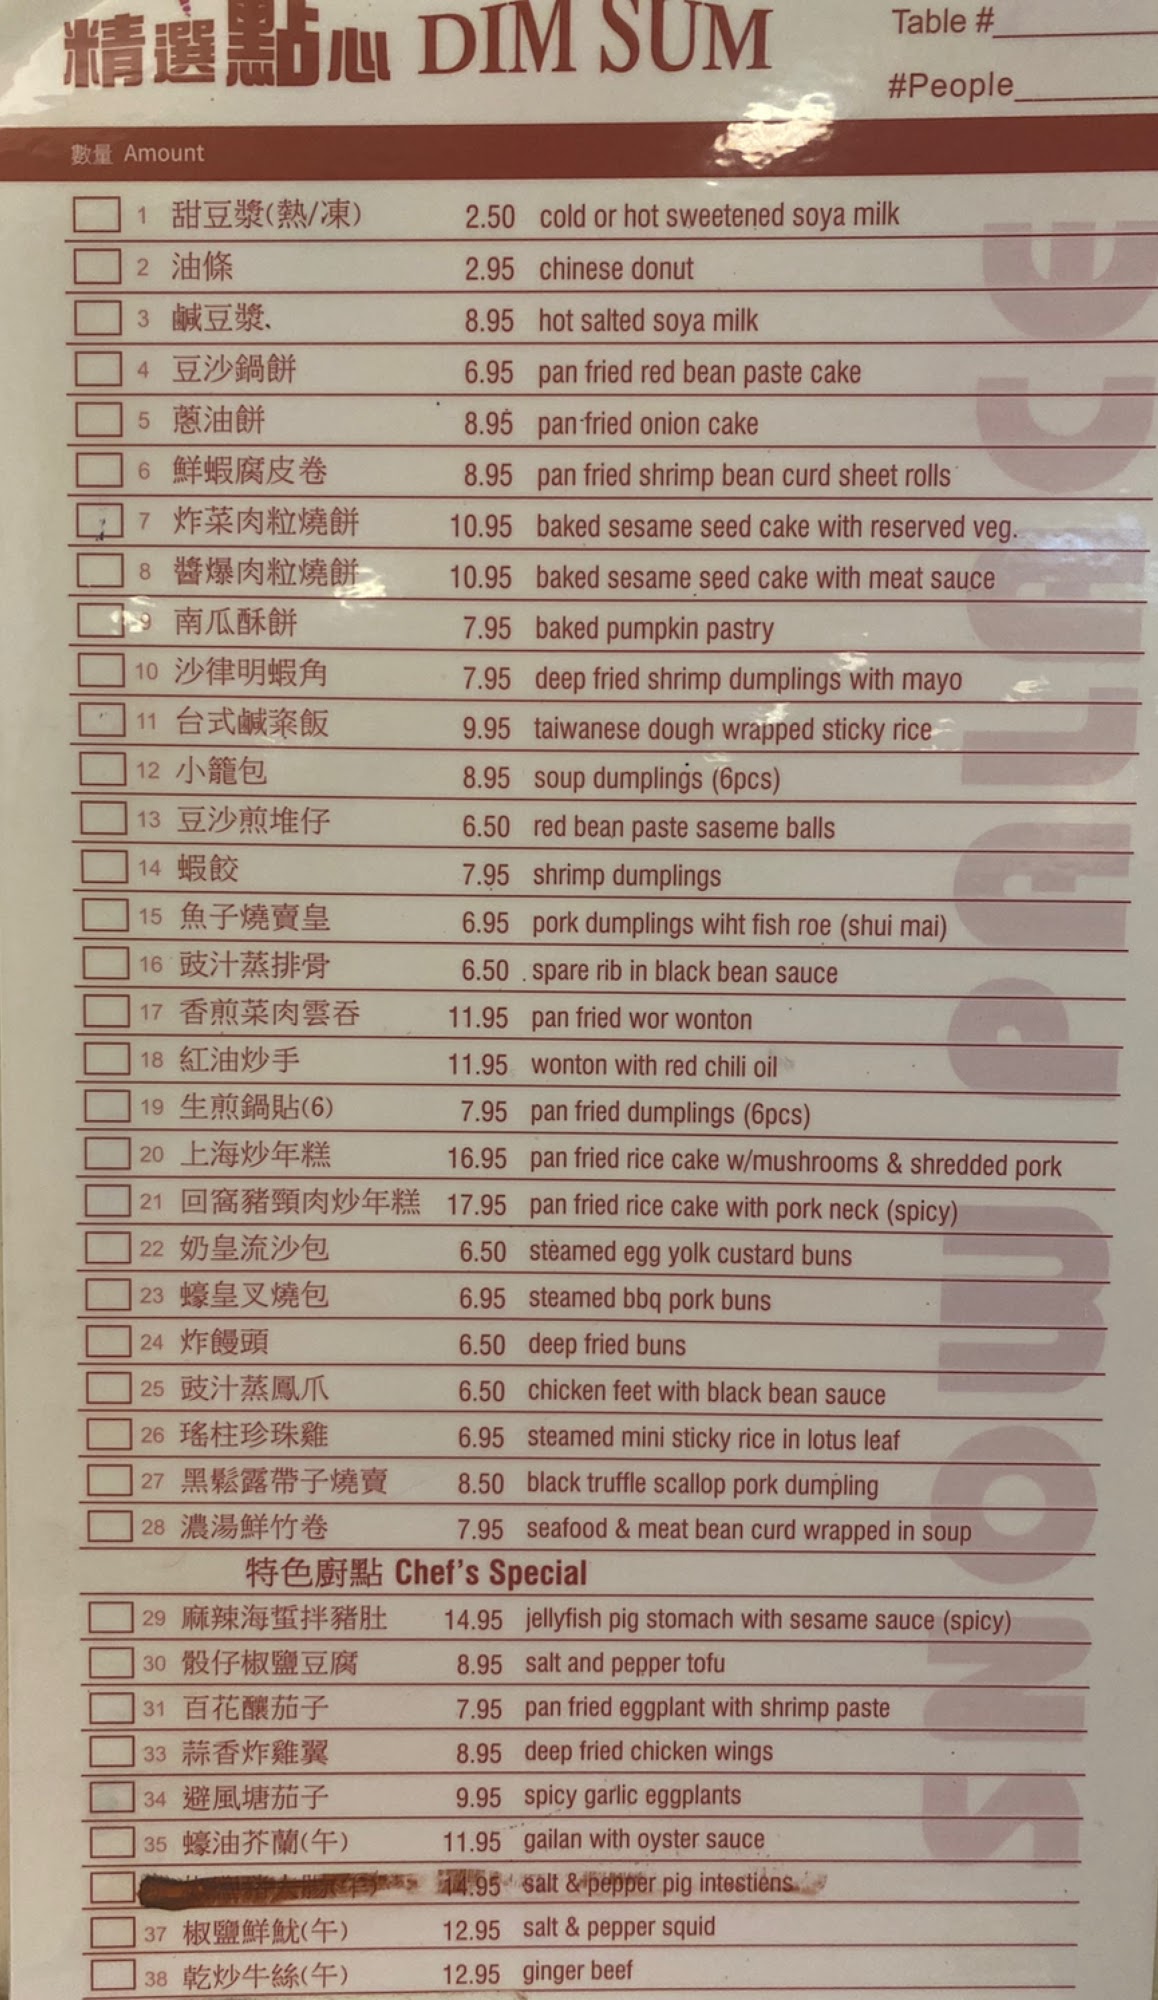 精選點心 DIM SUM
Table #
#People
數量 Amount
1 甜豆漿(熱/凍) 2.50 cold or hot sweetened soya milk
2 油條 2.95 chinese donut
3 鹹豆漿. 8.95 hot salted soya milk
4 豆沙鍋餅 6.95 pan fried red bean paste cake
5 蔥油餅 8.95 pan fried onion cake
6 鮮蝦腐皮卷 8.95 pan fried shrimp bean curd sheet rolls
7 炸菜肉粒燒餅 10.95 baked sesame seed cake with reserved veg.
8 醬爆肉粒燒餅 10.95 baked sesame seed cake with meat sauce
9 南瓜酥餅 7.95 baked pumpkin pastry
10 沙律明蝦角 7.95 deep fried shrimp dumplings with mayo
11 台式鹹粢飯 9.95 taiwanese dough wrapped sticky rice
12 小籠包 8.95 soup dumplings (6pcs)
13 豆沙煎堆仔 6.50 red bean paste saseme balls
14 蝦餃 7.95 shrimp dumplings
15 魚子燒賣皇 6.95 pork dumplings wiht fish roe (shui mai)
16 豉汁蒸排骨 6.50 spare rib in black bean sauce
17 香煎菜肉雲吞 11.95 pan fried wor wonton
18 紅油炒手 11.95 wonton with red chili oil
19 生煎鍋貼(6) 7.95 pan fried dumplings (6pcs)
20 上海炒年糕 16.95 pan fried rice cake w/mushrooms & shredded pork
21 回窩豬頸肉炒年糕 17.95 pan fried rice cake with pork neck (spicy)
22 奶皇流沙包 6.50 steamed egg yolk custard buns
23 蠔皇叉燒包 6.95 steamed bbq pork buns
24 炸饅頭 6.50 deep fried buns
25 豉汁蒸鳳爪 6.50 chicken feet with black bean sauce
26 瑤柱珍珠雞 6.95 steamed mini sticky rice in lotus leaf
27 黑鬆露帶子燒賣 8.50 black truffle scallop pork dumpling
28 濃湯鮮竹卷 7.95 seafood & meat bean curd wrapped in soup
特色廚點 Chef's Special
29 麻辣海蜇拌豬肚 14.95 jellyfish pig stomach with sesame sauce (spicy)
30 骰仔椒鹽豆腐 8.95 salt and pepper tofu
31 百花釀茄子 7.95 pan fried eggplant with shrimp paste
33 蒜香炸雞翼 8.95 deep fried chicken wings
34 避風塘茄子 9.95 spicy garlic eggplants
35 蠔油芥蘭(午) 11.95 gailan with oyster sauce
14.95 salt & pepper pig intestiens
37 椒鹽鮮魷(午) 12.95 salt & pepper squid
38 乾炒牛絲(午) 12.95 ginger beef
SNOW PALACE